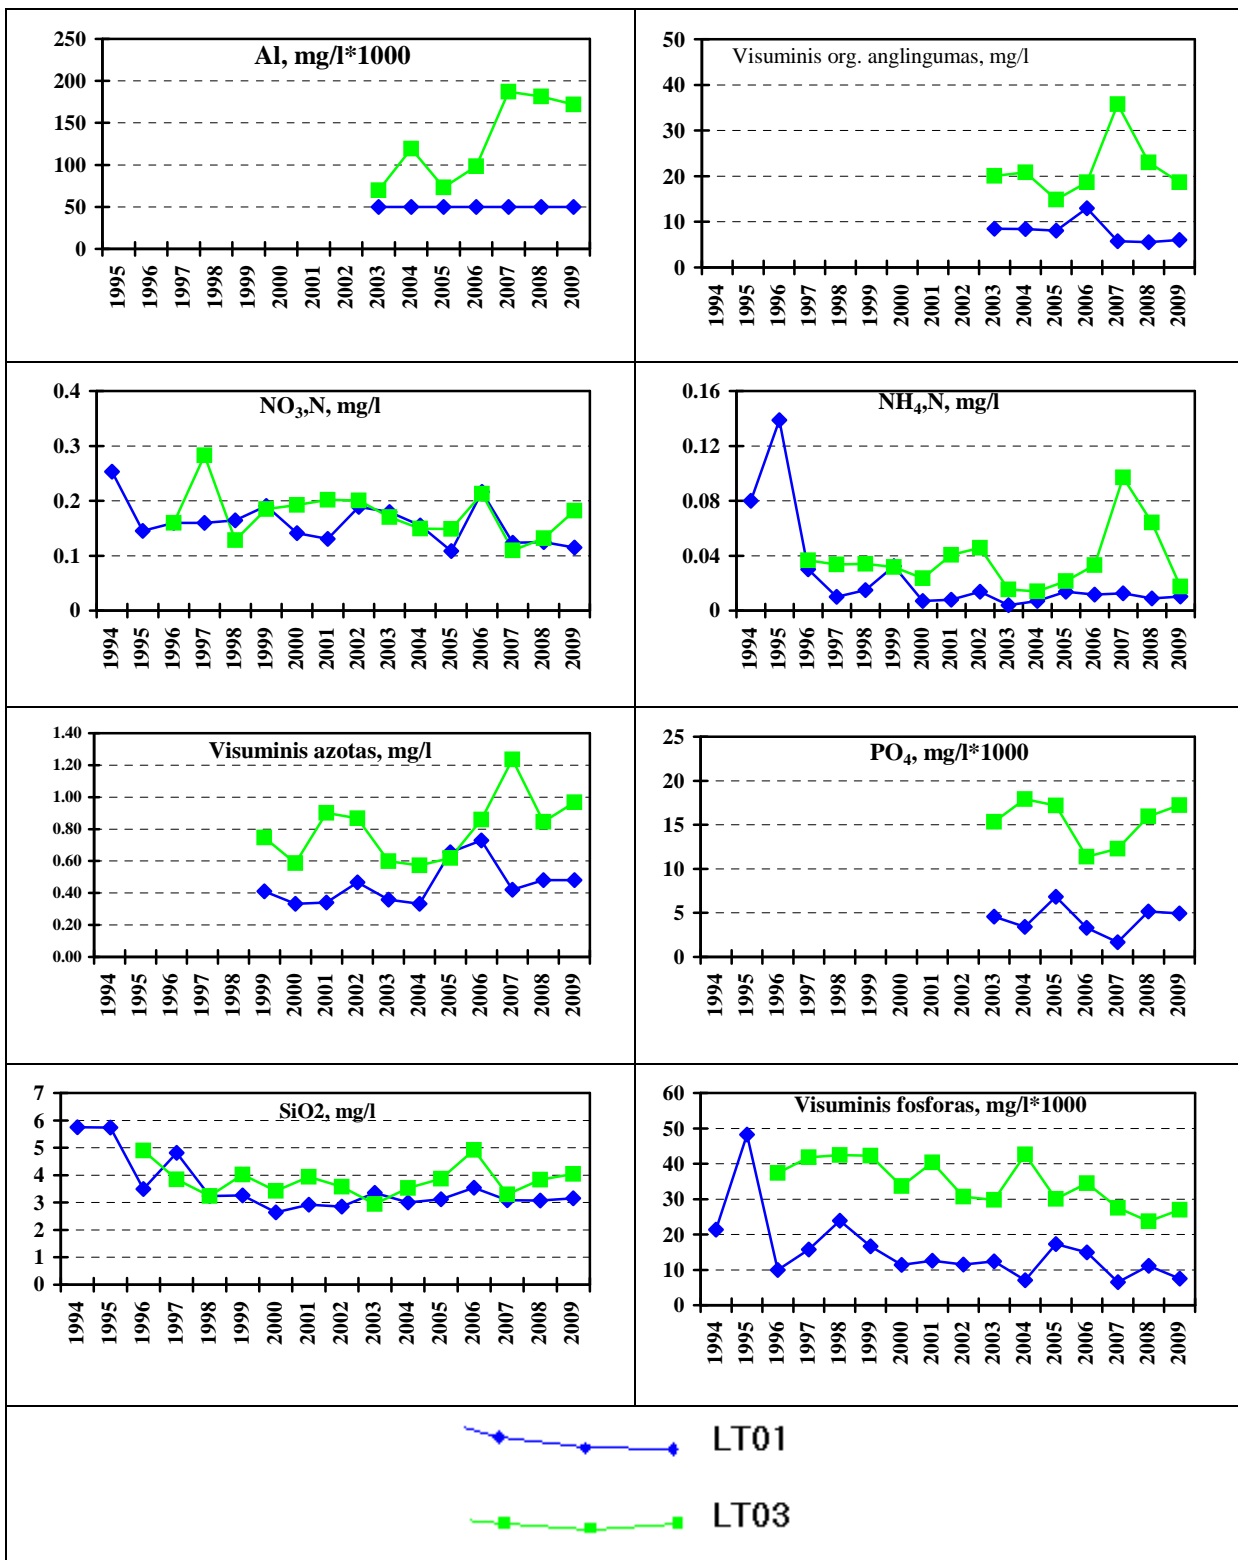 Al, mg/l*1000
250
200
150
100
50
0
1995 1996 1997 1998 1999 2000 2001 2002 2003 2004 2005 2006 2007 2008 2009
Visuminis org. anglingumas, mg/l
50
40
30
20
10
0
1994 1995 1996 1997 1998 1999 2000 2001 2002 2003 2004 2005 2006 2007 2008 2009
NO3,N, mg/l
0.4
0.3
0.2
0.1
0
1994 1995 1996 1997 1998 1999 2000 2001 2002 2003 2004 2005 2006 2007 2008 2009
NH4,N, mg/l
0.16
0.12
0.08
0.04
0
1994 1995 1996 1997 1998 1999 2000 2001 2002 2003 2004 2005 2006 2007 2008 2009
Visuminis azotas, mg/l
1.40
1.20
1.00
0.80
0.60
0.40
0.20
0.00
1994 1995 1996 1997 1998 1999 2000 2001 2002 2003 2004 2005 2006 2007 2008 2009
PO4, mg/l*1000
25
20
15
10
5
0
1994 1995 1996 1997 1998 1999 2000 2001 2002 2003 2004 2005 2006 2007 2008 2009
SiO2, mg/l
7
6
5
4
3
2
1
0
1994 1995 1996 1997 1998 1999 2000 2001 2002 2003 2004 2005 2006 2007 2008 2009
Visuminis fosforas, mg/l*1000
60
50
40
30
20
10
0
1994 1995 1996 1997 1998 1999 2000 2001 2002 2003 2004 2005 2006 2007 2008 2009
LT01
LT03